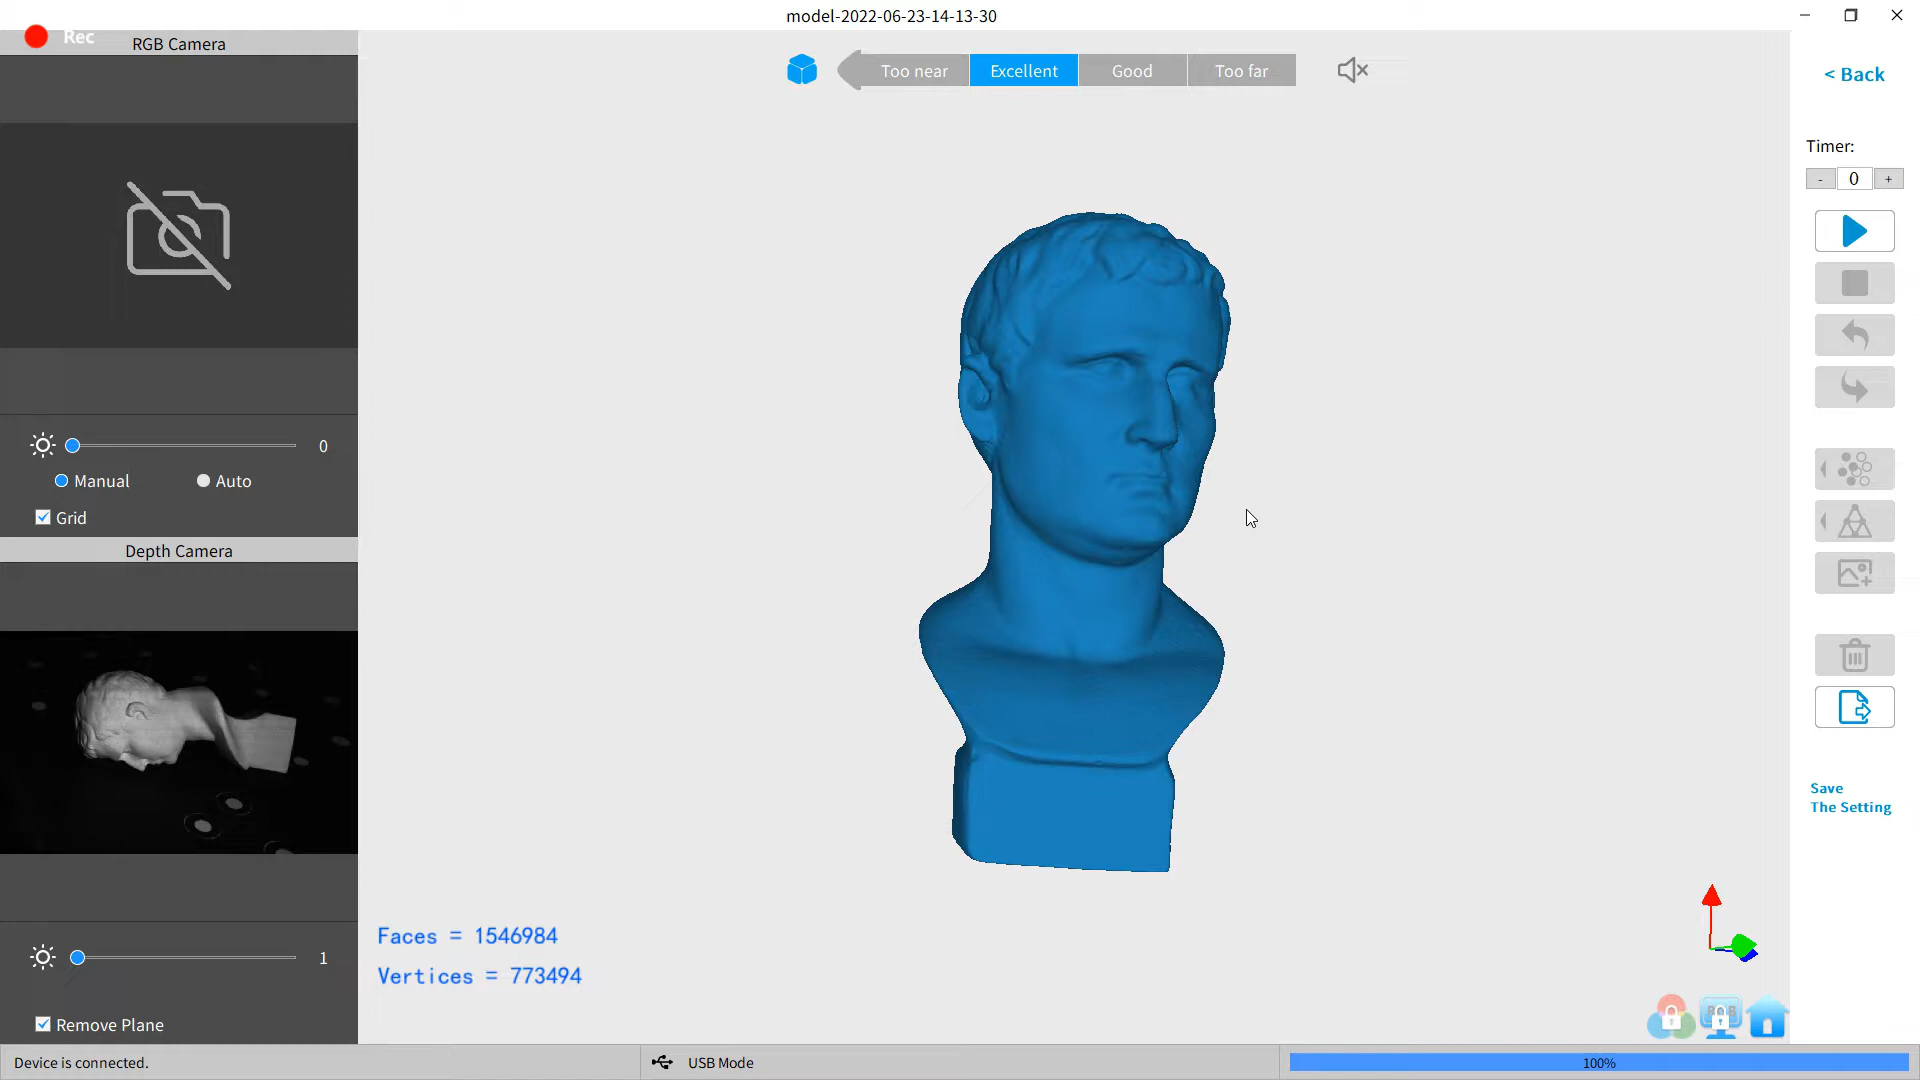 model-2022-06-23-14-13-30
Rec
RGB Camera
Too near
Excellent
Good
Too far
< Back
Timer:
-
0
+
0
Manual
Auto
Grid
Depth Camera
1
Remove Plane
Save
The Setting
Faces = 1546984
Vertices = 773494
Device is connected.
USB Mode
100%